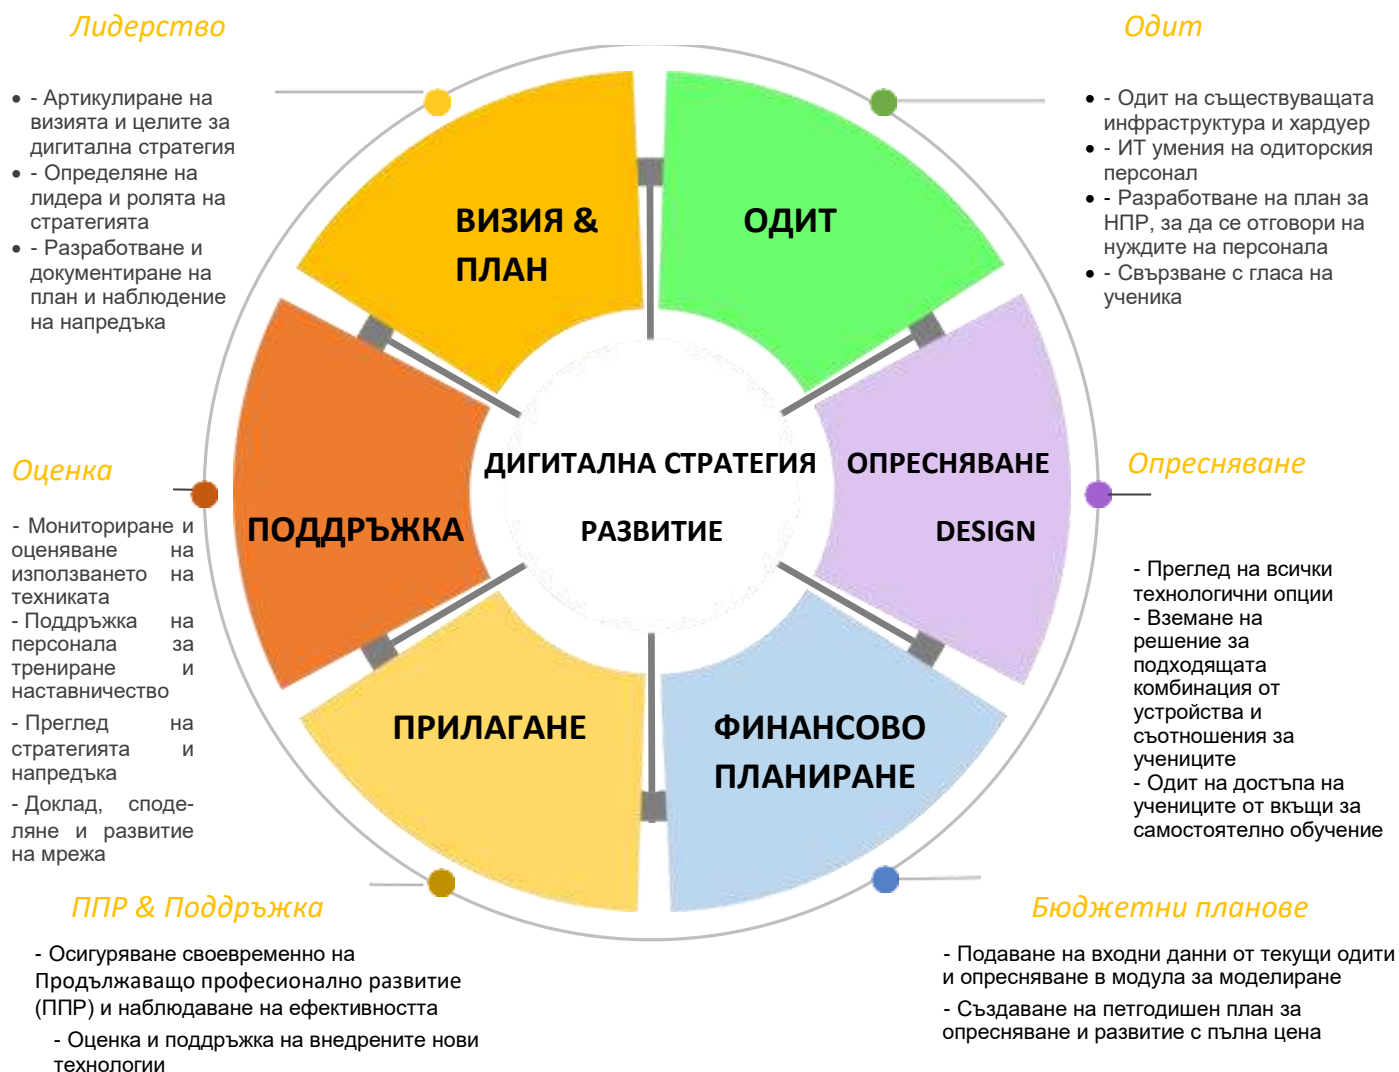 Лидерство
• - Артикулиране на
визията и целите за
дигитална стратегия
• - Определяне на
лидера и ролята на
стратегията
• - Разработване и
документиране на
план и наблюдение
на напредъка
Одит
• - Одит на съществуващата
инфраструктура и хардуер
• - ИТ умения на одиторския
персонал
• - Разработване на план за
НПР, за да се отговори на
нуждите на персонала
• - Свързване с гласа на
ученика
ВИЗИЯ &
ПЛАН
ОДИТ
ПОДДРЪЖКА
ДИГИТАЛНА СТРАТЕГИЯ
РАЗВИТИЕ
ОПРЕСНЯВАНЕ
DESIGN
ПРИЛАГАНЕ
ФИНАНСОВО
ПЛАНИРАНЕ
Оценка
- Мониториране и
оценяване на
използването на
техниката
- Поддръжка на
персонала за
трениране и
наставничество
- Преглед на
стратегията и
напредъка
- Доклад, споде-
ляне и развитие
на мрежа
Опресняване
- Преглед на всички
технологични опции
- Вземане на
решение за
подходящата
комбинация от
устройства и
съотношения за
учениците
- Одит на достъпа на
учениците от вкъщи за
самостоятелно обучение
ППР & Поддръжка
- Осигуряване своевременно на
Продължаващо професионално развитие
(ППР) и наблюдаване на ефективността
- Оценка и поддръжка на внедрените нови
технологии
Бюджетни планове
- Подаване на входни данни от текущи одити
и опресняване в модула за моделиране
- Създаване на петгодишен план за
опресняване и развитие с пълна цена